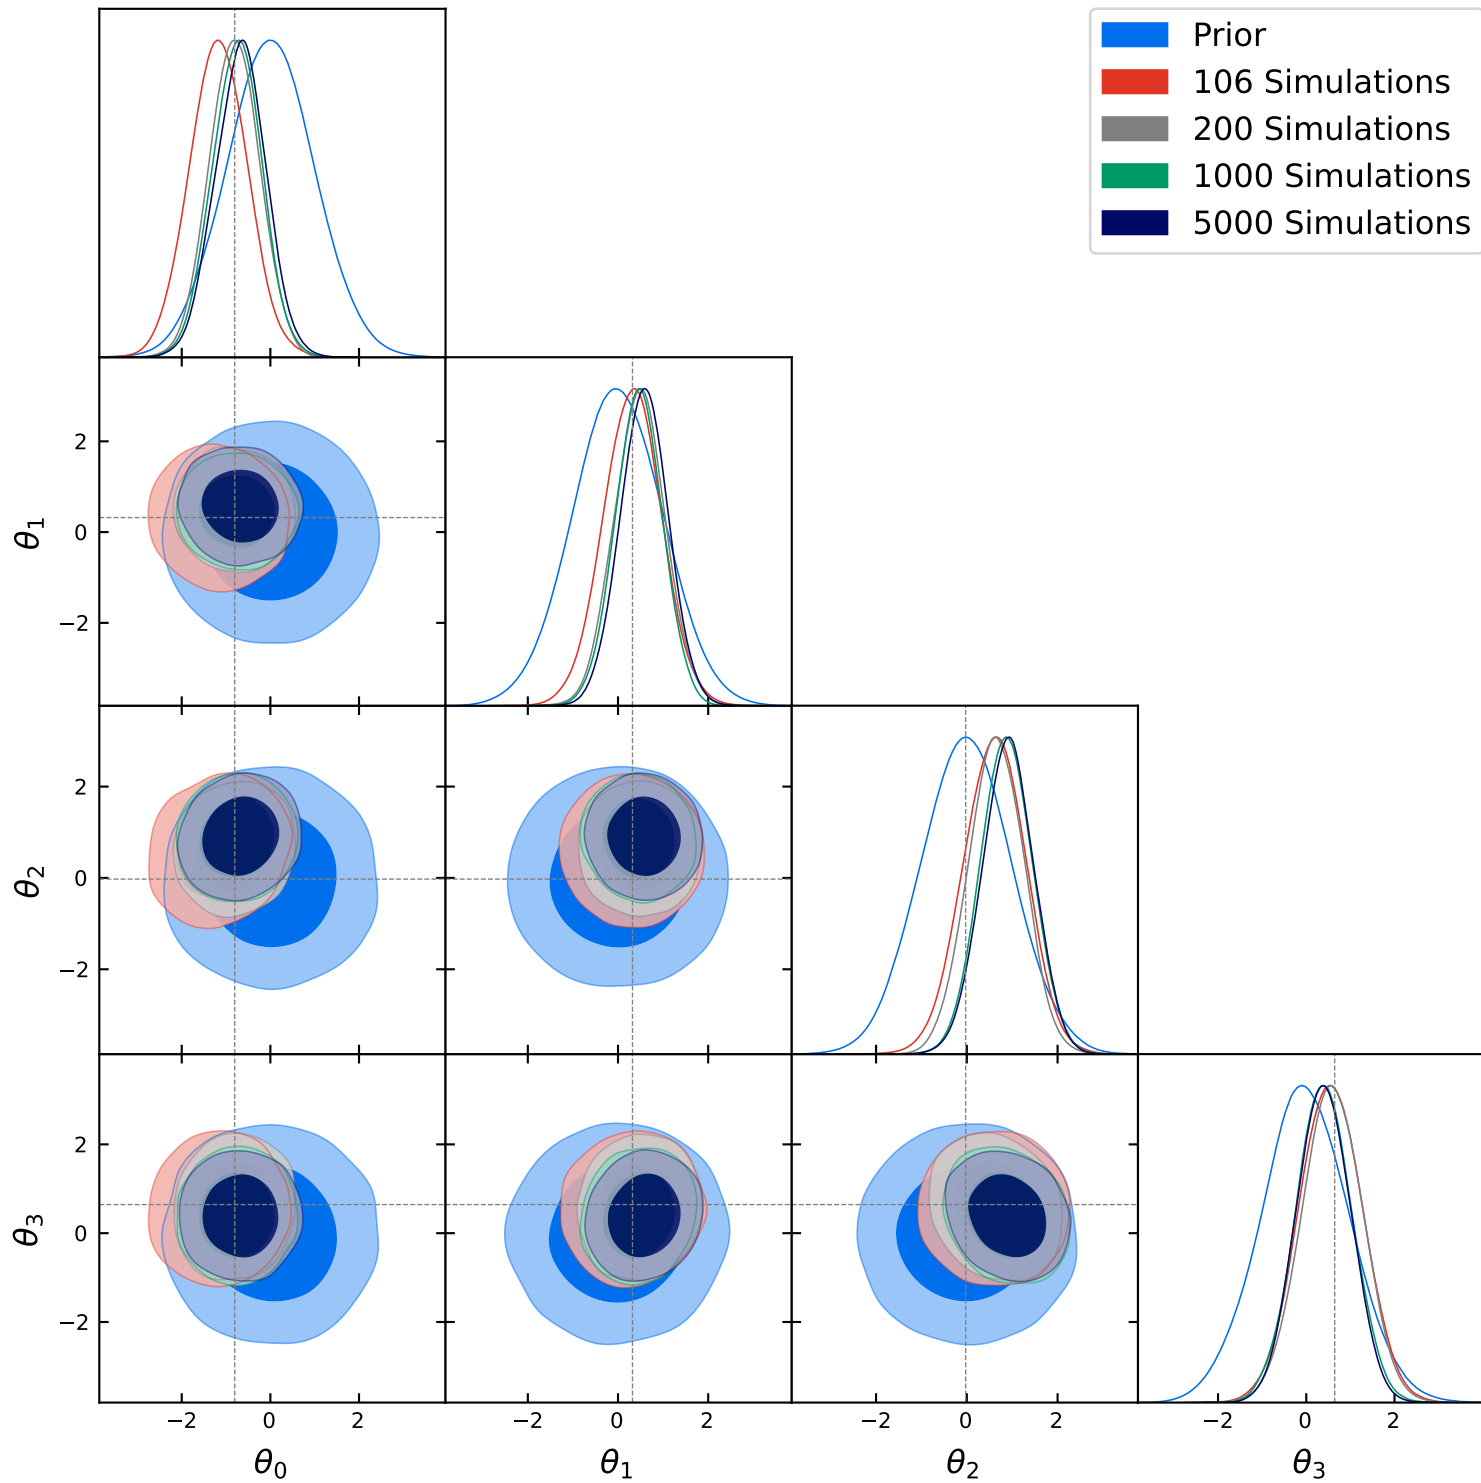 Prior
106 Simulations
200 Simulations
1000 Simulations
5000 Simulations
θ₁
2
0
−2
θ₂
2
0
−2
θ₃
2
0
−2
−2 0 2 −2 0 2 −2 0 2 −2 0 2
θ₀ θ₁ θ₂ θ₃